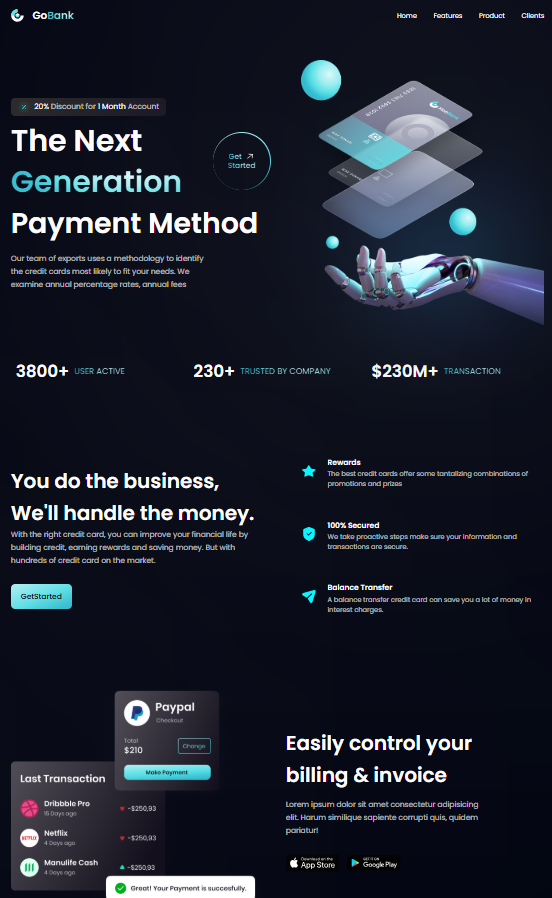 GoBank
Home Features Product Clients
20% Discount for 1 Month Account
The Next
Generation
Payment Method
Get
Started
Our team of exports uses a methodology to identify
the credit cards most likely to fit your needs. We
examine annual percentage rates, annual fees
3800+ USER ACTIVE
230+ TRUSTED BY COMPANY
$230M+ TRANSACTION
You do the business,
We'll handle the money.
With the right credit card, you can improve your financial life by
building credit, earning rewards and saving money. But with
hundreds of credit card on the market.
GetStarted
Rewards
The best credit cards offer some tantalizing combinations of
promotions and prizes
100% Secured
We take proactive steps make sure your information and
transactions are secure.
Balance Transfer
A balance transfer credit card can save you a lot of money in
Interest charges.
Paypal
Checkout
Total
$210
Change
Make Payment
Last Transaction
Dribbble Pro
15 Days ago
-$250,93
NETFLIX
Netflix
4 Days ago
-$250,93
Manulife Cash
4 Days ago
-$250,93
Great! Your Payment is succesfully.
Easily control your
billing & invoice
Lorem ipsum dolor sit amet consectetur adipisicing
elit. Harum similique sapiente corrupti quis, quidem
pariatur!
Download on the
App Store
GET IT ON
Google Play